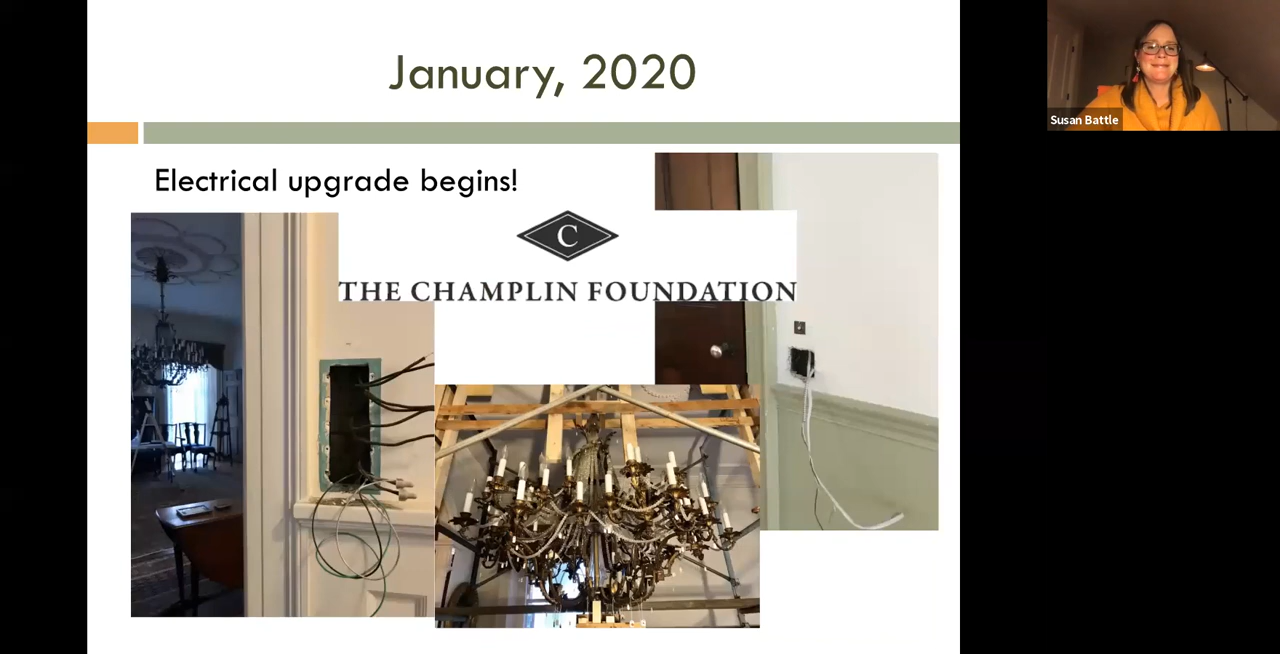 January, 2020
Susan Battle
Electrical upgrade begins!
C
THE CHAMPLIN FOUNDATION